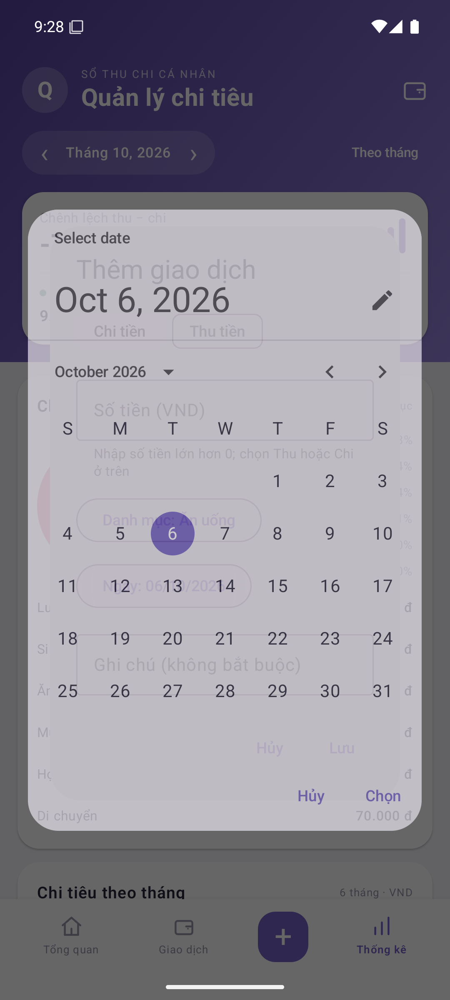 9:28
Q
SỔ THU CHI CÁ NHÂN
Quản lý chi tiêu
‹ Tháng 10, 2026 ›
Theo tháng
Chênh lệch thu – chi
Select date
Thêm giao dịch
Oct 6, 2026
Chi tiền
Thu tiền
October 2026
Số tiền (VND)
S M T W T F S
Nhập số tiền lớn hơn 0; chọn Thu hoặc Chi
ở trên
1 2 3
Danh mục: Ăn uống
4 5 6 7 8 9 10
Ngày: 06/10/2026
11 12 13 14 15 16 17
18 19 20 21 22 23 24
Ghi chú (không bắt buộc)
25 26 27 28 29 30 31
đ
đ
đ
đ
đ
Hủy
Lưu
Hủy
Chọn
Di chuyển
70.000 đ
Chi tiêu theo tháng
6 tháng · VND
Tổng quan
Giao dịch
+
Thống kê